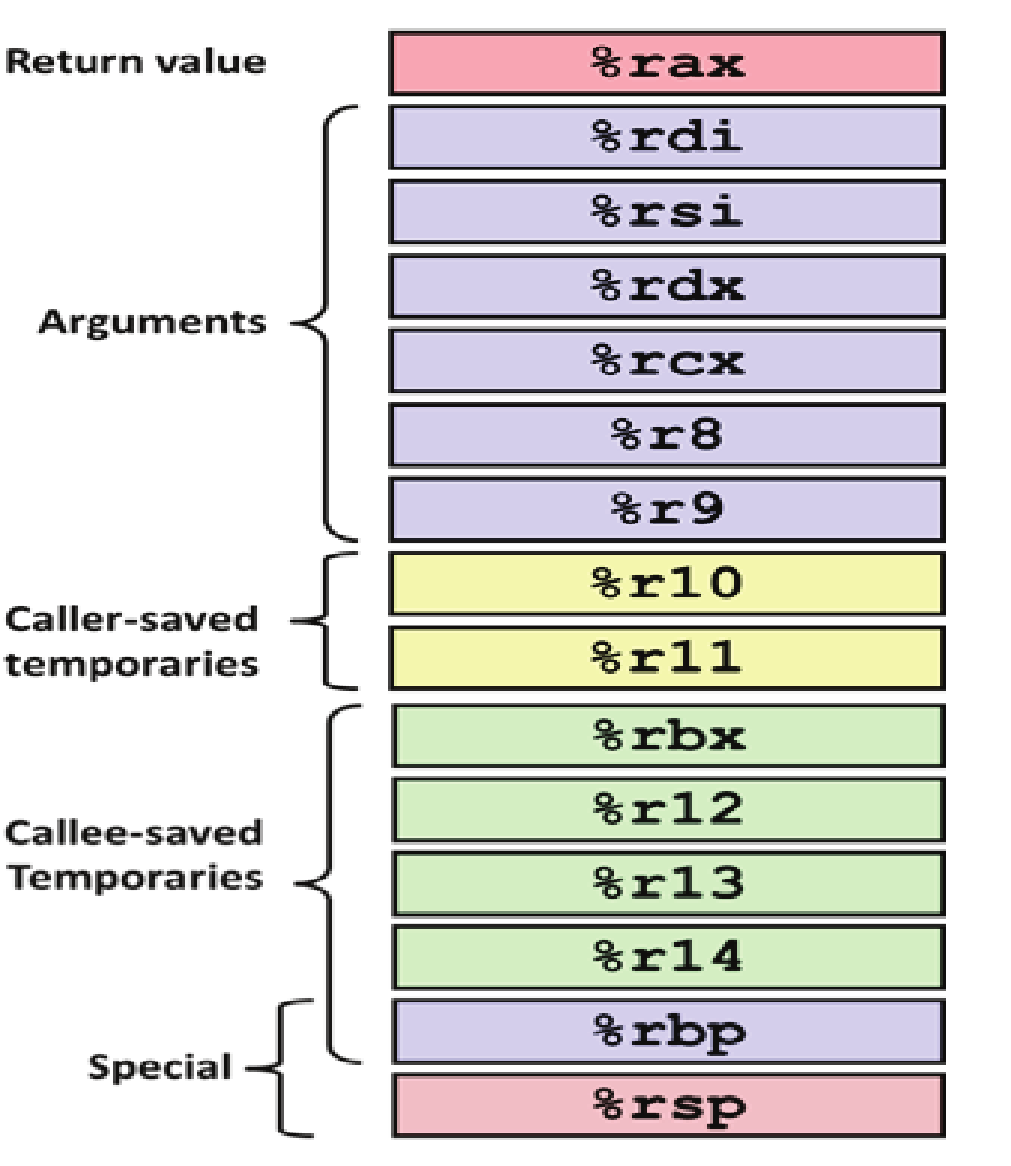 Return value
%rax
%rdi
%rsi
%rdx
Arguments
%rcx
%r8
%r9
%r10
Caller-saved
temporaries
%r11
%rbx
%r12
Callee-saved
Temporaries
%r13
%r14
%rbp
Special
%rsp